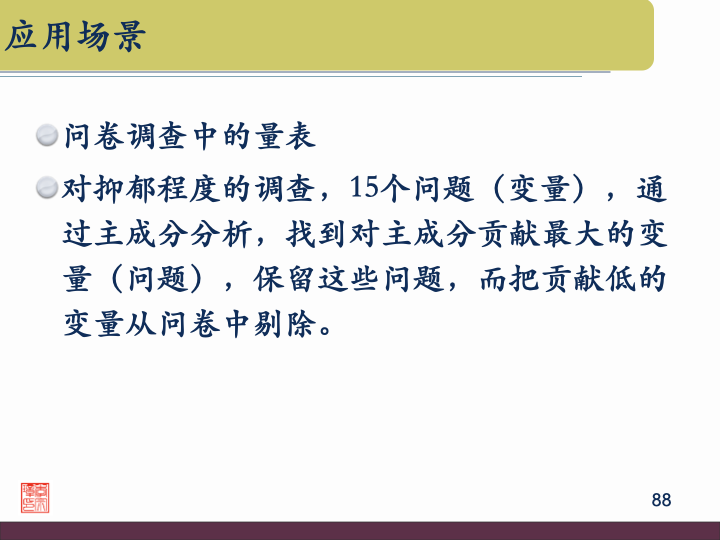 应用场景
问卷调查中的量表
对抑郁程度的调查，15个问题（变量），通
过主成分分析，找到对主成分贡献最大的变
量（问题），保留这些问题，而把贡献低的
变量从问卷中剔除。
88